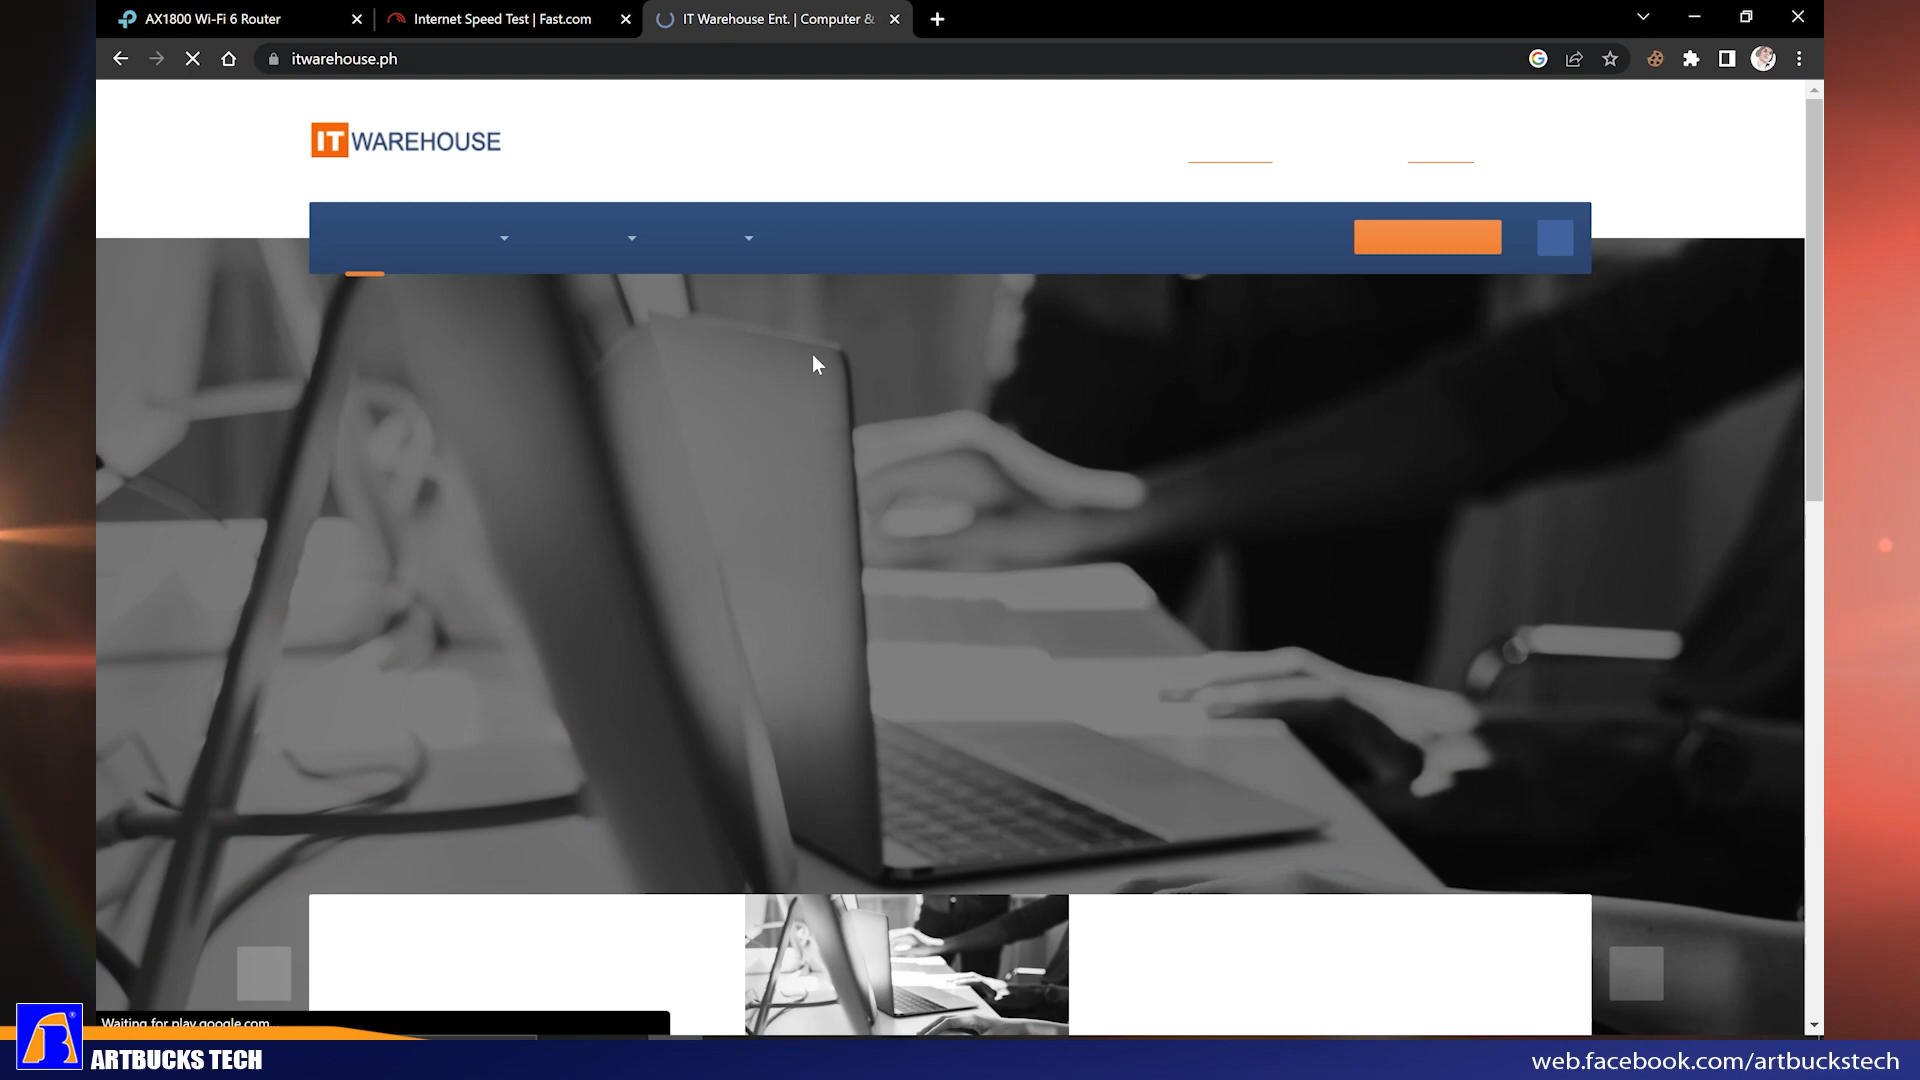 AX1800 Wi-Fi 6 Router
Internet Speed Test | Fast.com
IT Warehouse Ent. | Computer &
itwarehouse.ph
IT WAREHOUSE
Waiting for play.google.com...
ARTBUCKS TECH
web.facebook.com/artbuckstech